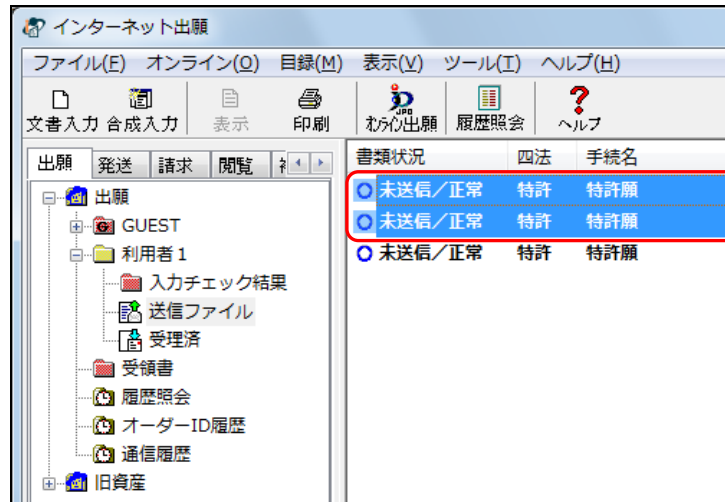 インターネット出願
ファイル(F) オンライン(O) 目録(M) 表示(V) ツール(T) ヘルプ(H)
文書入力 合成入力 表示 印刷 オンライン出願 履歴照会 ヘルプ
出願 発送 請求 閲覧
書類状況 四法 手続名
未送信/正常 特許 特許願
未送信/正常 特許 特許願
未送信/正常 特許 特許願
出願
GUEST
利用者1
入力チェック結果
送信ファイル
受理済
受領書
履歴照会
オーダーID履歴
通信履歴
旧資産